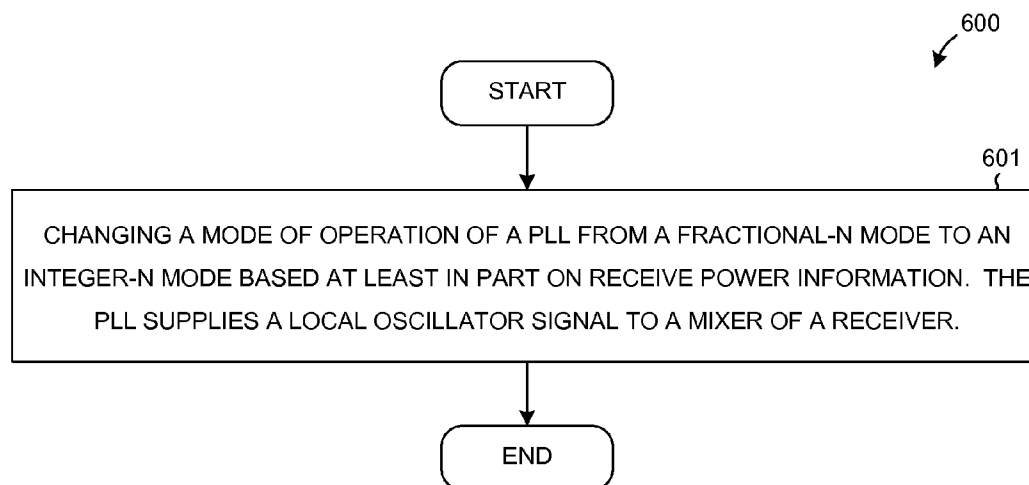 600
START
601
CHANGING A MODE OF OPERATION OF A PLL FROM A FRACTIONAL-N MODE TO AN
INTEGER-N MODE BASED AT LEAST IN PART ON RECEIVE POWER INFORMATION.  THE
PLL SUPPLIES A LOCAL OSCILLATOR SIGNAL TO A MIXER OF A RECEIVER.
END